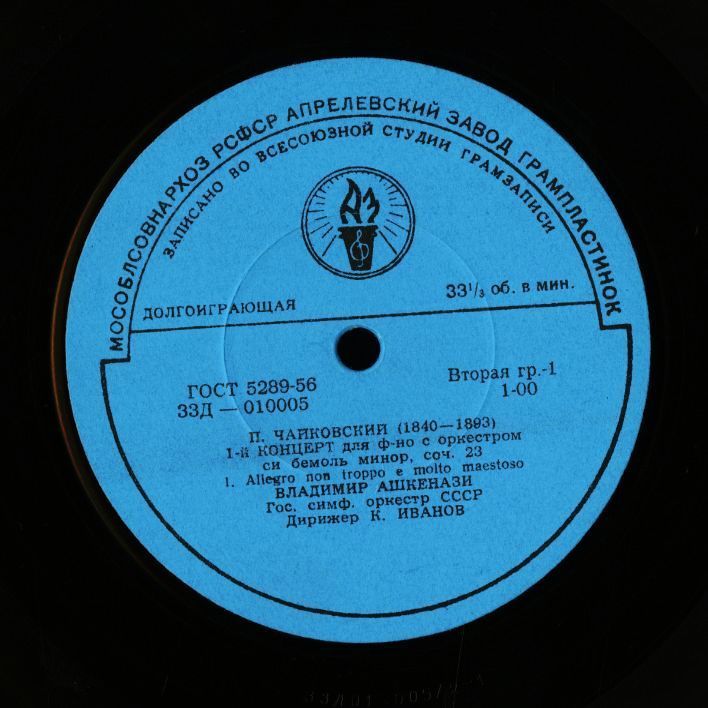 МОСОБЛСОВНАРХОЗ РСФСР АПРЕЛЕВСКИЙ ЗАВОД ГРАМПЛАСТИНОК
ЗАПИСАНО ВО ВСЕСОЮЗНОЙ СТУДИИ ГРАМЗАПИСИ
АЗ
ДОЛГОИГРАЮЩАЯ
33⅓ об. в мин.
ГОСТ 5289-56
Вторая гр.-1
33Д — 010005
1-00
П. ЧАЙКОВСКИЙ (1840—1893)
1-й КОНЦЕРТ для ф-но с оркестром
си бемоль минор, соч. 23
1. Allegro non troppo e molto maestoso
ВЛАДИМИР АШКЕНАЗИ
Гос. симф. оркестр СССР
Дирижер К. ИВАНОВ